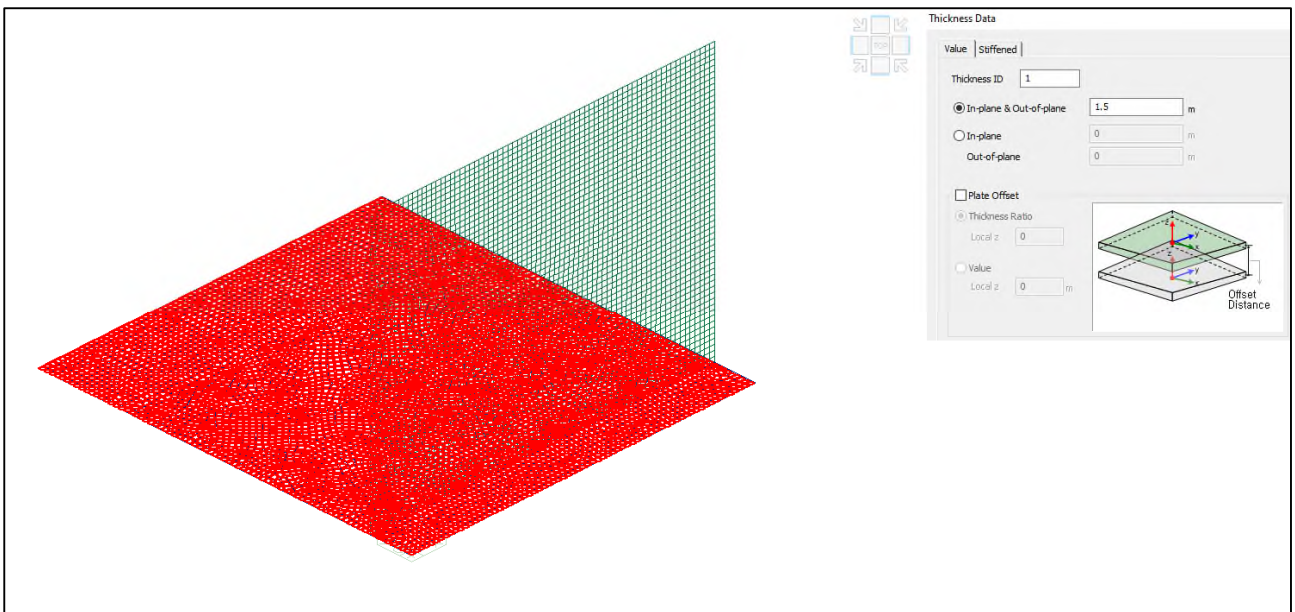 TOP
Thickness Data
Value Stiffened
Thickness ID 1
In-plane & Out-of-plane 1.5 m
In-plane 0 m
Out-of-plane 0 m
Plate Offset
Thickness Ratio
Local z 0
Value
Local z 0 m
z y x
z y x
Offset
Distance